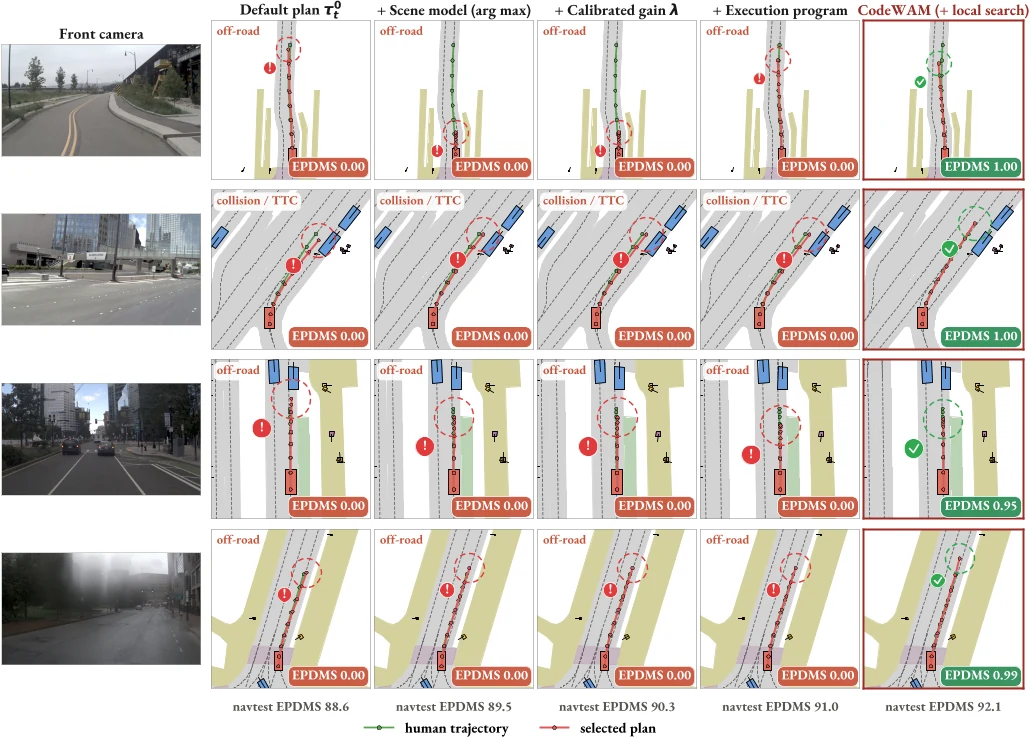 Front camera
Default plan τ⁰ₜ
+ Scene model (arg max)
+ Calibrated gain λ
+ Execution program
CodeWAM (+ local search)
off-road
!
EPDMS 0.00
off-road
!
EPDMS 0.00
off-road
!
EPDMS 0.00
off-road
!
EPDMS 0.00
EPDMS 1.00
collision / TTC
!
EPDMS 0.00
collision / TTC
!
EPDMS 0.00
collision / TTC
!
EPDMS 0.00
collision / TTC
!
EPDMS 0.00
EPDMS 1.00
off-road
!
EPDMS 0.00
off-road
!
EPDMS 0.00
off-road
!
EPDMS 0.00
off-road
!
EPDMS 0.00
EPDMS 0.95
off-road
!
EPDMS 0.00
off-road
!
EPDMS 0.00
off-road
!
EPDMS 0.00
off-road
!
EPDMS 0.00
EPDMS 0.99
navtest EPDMS 88.6
navtest EPDMS 89.5
navtest EPDMS 90.3
navtest EPDMS 91.0
navtest EPDMS 92.1
human trajectory
selected plan